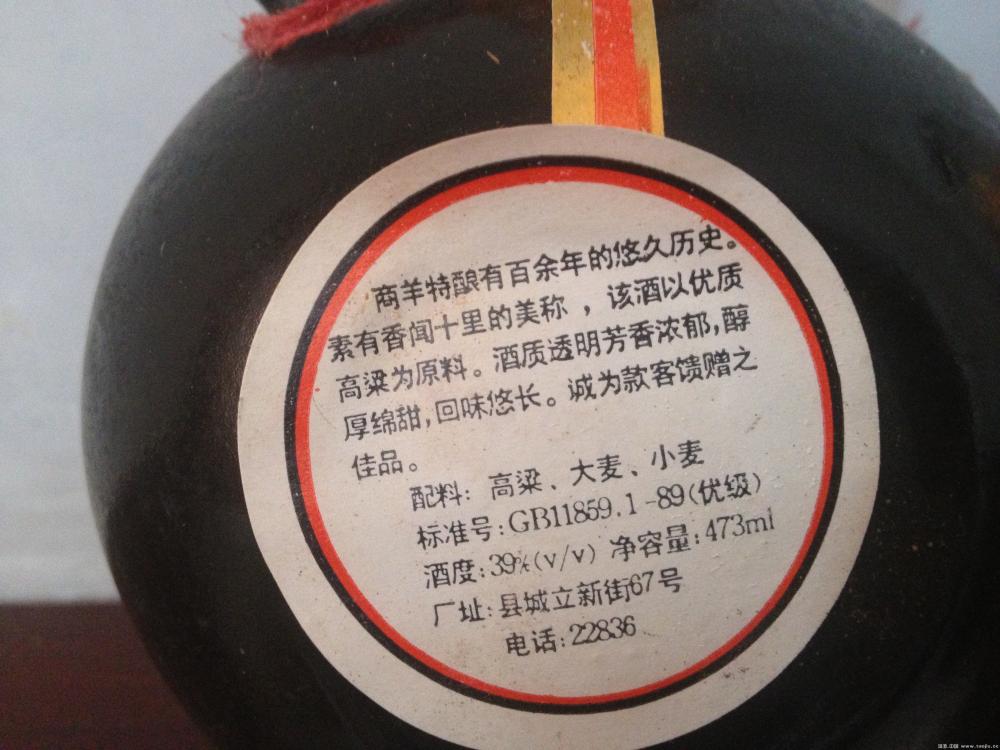 商羊特酿有百余年的悠久历史。
素有香闻十里的美称，该酒以优质
高粱为原料。酒质透明芳香浓郁,醇
厚绵甜,回味悠长。诚为款客馈赠之
佳品。
配料: 高粱、大麦、小麦
标准号:GB11859.1-89(优级)
酒度:39%(v/v) 净容量:473ml
厂址:县城立新街67号
电话:22836